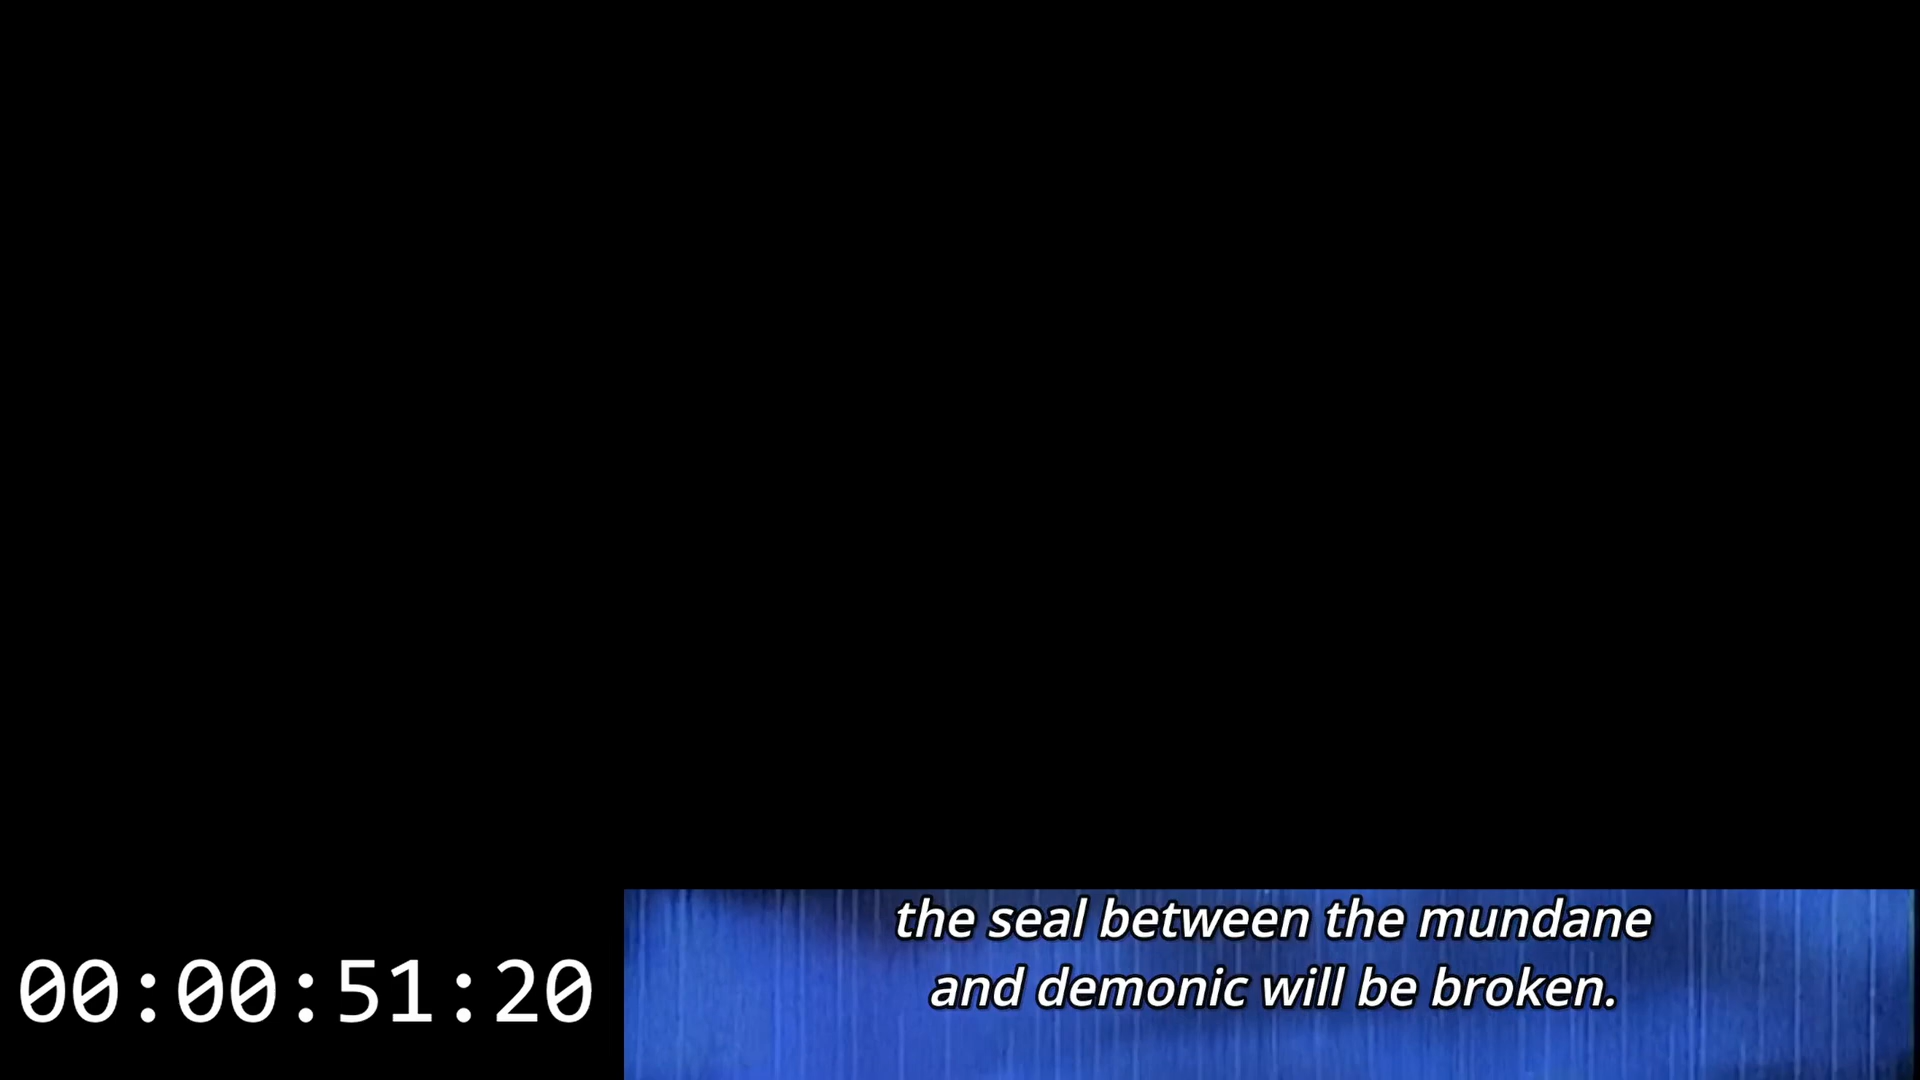 the seal between the mundane
and demonic will be broken.
00:00:51:20